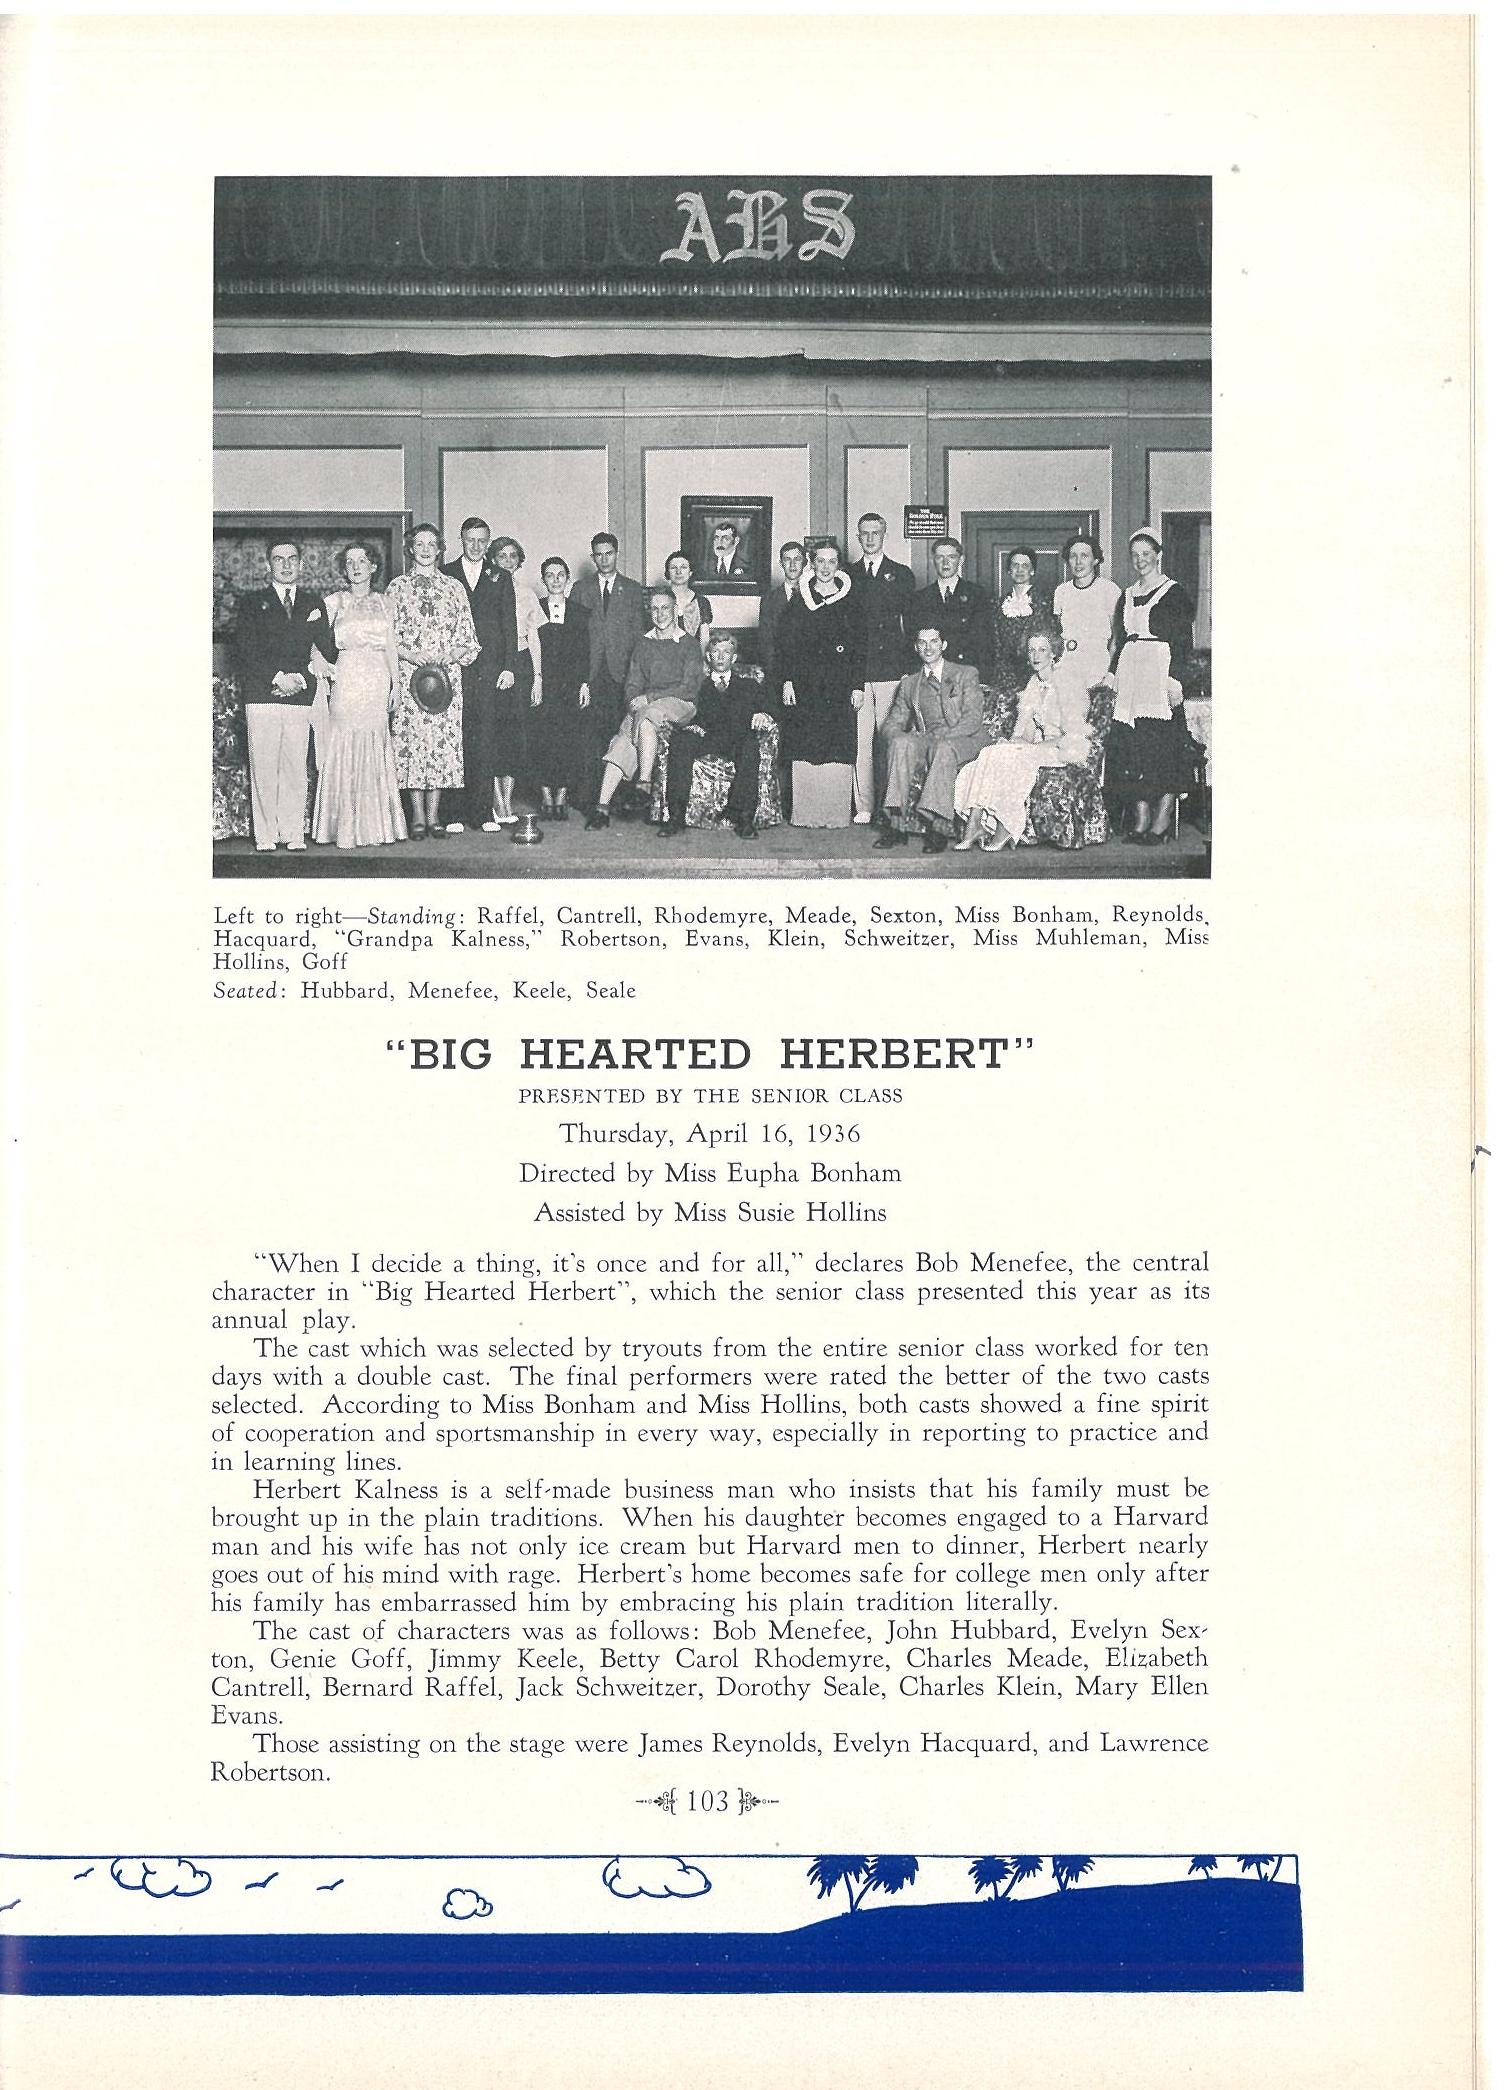 AHS
THE
GOLDEN RULE
Left to right—Standing: Raffel, Cantrell, Rhodemyre, Meade, Sexton, Miss Bonham, Reynolds,
Hacquard, “Grandpa Kalness,” Robertson, Evans, Klein, Schweitzer, Miss Muhleman, Miss
Hollins, Goff
Seated: Hubbard, Menefee, Keele, Seale
“BIG HEARTED HERBERT”
PRESENTED BY THE SENIOR CLASS
Thursday, April 16, 1936
Directed by Miss Eupha Bonham
Assisted by Miss Susie Hollins
“When I decide a thing, it's once and for all,” declares Bob Menefee, the central
character in “Big Hearted Herbert”, which the senior class presented this year as its
annual play.
The cast which was selected by tryouts from the entire senior class worked for ten
days with a double cast. The final performers were rated the better of the two casts
selected. According to Miss Bonham and Miss Hollins, both casts showed a fine spirit
of cooperation and sportsmanship in every way, especially in reporting to practice and
in learning lines.
Herbert Kalness is a self-made business man who insists that his family must be
brought up in the plain traditions. When his daughter becomes engaged to a Harvard
man and his wife has not only ice cream but Harvard men to dinner, Herbert nearly
goes out of his mind with rage. Herbert's home becomes safe for college men only after
his family has embarrassed him by embracing his plain tradition literally.
The cast of characters was as follows: Bob Menefee, John Hubbard, Evelyn Sex-
ton, Genie Goff, Jimmy Keele, Betty Carol Rhodemyre, Charles Meade, Elizabeth
Cantrell, Bernard Raffel, Jack Schweitzer, Dorothy Seale, Charles Klein, Mary Ellen
Evans.
Those assisting on the stage were James Reynolds, Evelyn Hacquard, and Lawrence
Robertson.
103